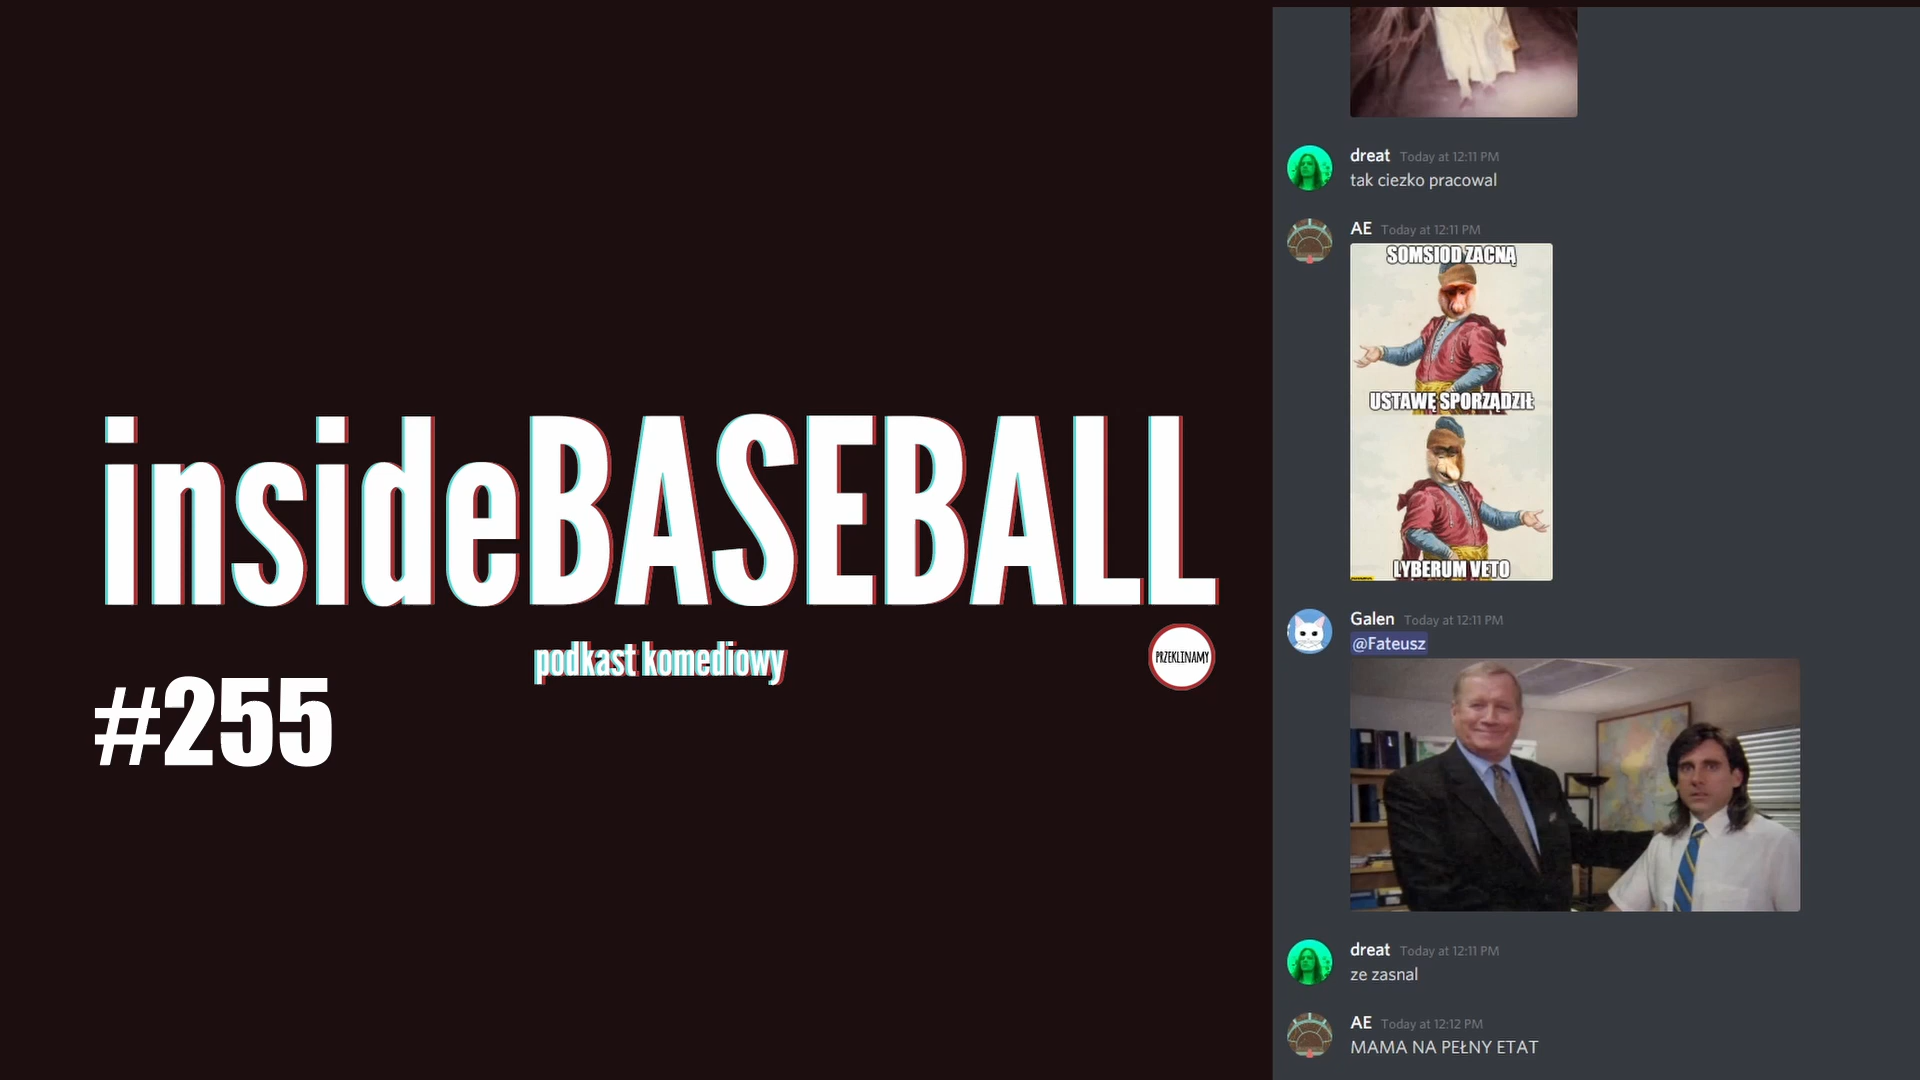 insideBASEBALL
podkast komediowy
PRZEKLINAMY
#255
dreat Today at 12:11 PM
tak ciezko pracowal
AE Today at 12:11 PM
SOMSIOD ZACNĄ
USTAWĘ SPORZĄDZIŁ
LYBERUM VETO
Galen Today at 12:11 PM
@Fateusz
dreat Today at 12:11 PM
ze zasnal
AE Today at 12:12 PM
MAMA NA PEŁNY ETAT